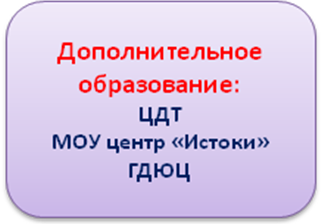 Дополнительное
образование:
ЦДТ
МОУ центр «Истоки»
ГДЮЦ